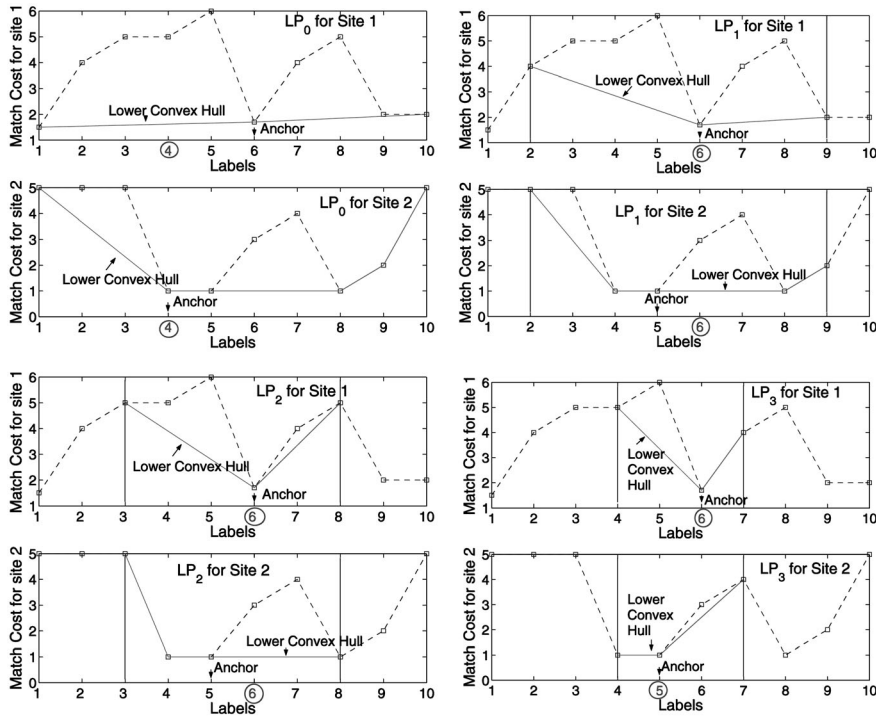 Match Cost for site 1
6
5
4
3
2
1
LP0 for Site 1
Lower Convex Hull
Anchor
1 2 3 4 5 6 7 8 9 10
Labels
Match Cost for site 1
6
5
4
3
2
1
LP1 for Site 1
Lower Convex Hull
Anchor
1 2 3 4 5 6 7 8 9 10
Labels
Match Cost for site 2
5
4
3
2
1
0
LP0 for Site 2
Lower Convex Hull
Anchor
1 2 3 4 5 6 7 8 9 10
Labels
Match Cost for site 2
5
4
3
2
1
0
LP1 for Site 2
Lower Convex Hull
Anchor
1 2 3 4 5 6 7 8 9 10
Labels
Match Cost for site 1
6
5
4
3
2
1
LP2 for Site 1
Lower Convex Hull
Anchor
1 2 3 4 5 6 7 8 9 10
Labels
Match Cost for site 1
6
5
4
3
2
1
LP3 for Site 1
Lower
Convex
Hull
Anchor
1 2 3 4 5 6 7 8 9 10
Labels
Match Cost for site 2
5
4
3
2
1
0
LP2 for Site 2
Lower Convex Hull
Anchor
1 2 3 4 5 6 7 8 9 10
Labels
Match Cost for site 2
5
4
3
2
1
0
LP3 for Site 2
Lower
Convex
Hull
Anchor
1 2 3 4 5 6 7 8 9 10
Labels